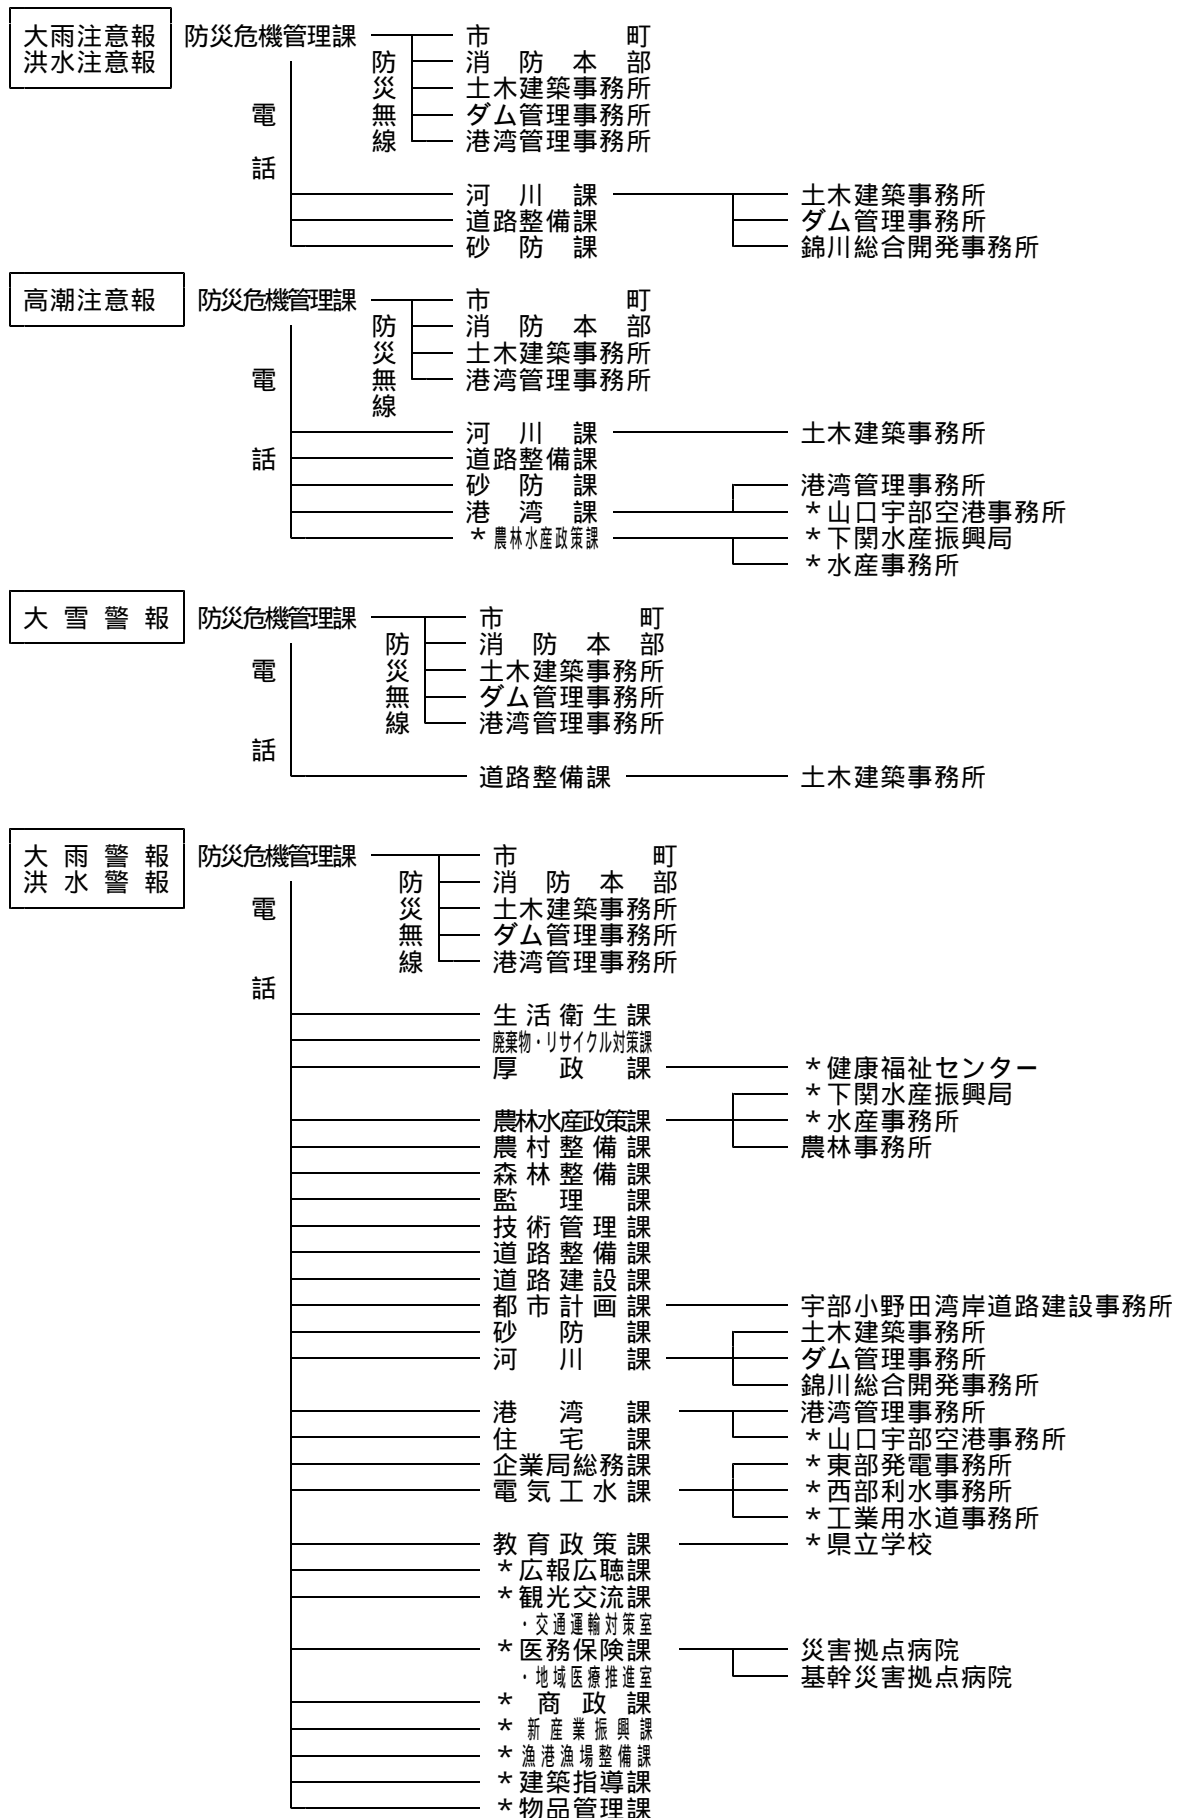 大雨注意報 防災危機管理課 市町
洪水注意報 防 消防本部
災 土木建築事務所
電 無 ダム管理事務所
線 港湾管理事務所
話
河川課 土木建築事務所
道路整備課 ダム管理事務所
砂防課 錦川総合開発事務所
高潮注意報 防災危機管理課 市町
防 消防本部
災 土木建築事務所
電 無 港湾管理事務所
線
河川課 土木建築事務所
話 道路整備課
砂防課 港湾管理事務所
港湾課 *山口宇部空港事務所
*農林水産政策課 *下関水産振興局
*水産事務所
大雪警報 防災危機管理課 市町
防 消防本部
電 災 土木建築事務所
無 ダム管理事務所
線 港湾管理事務所
話
道路整備課 土木建築事務所
大雨警報 防災危機管理課 市町
洪水警報 防 消防本部
電 災 土木建築事務所
無 ダム管理事務所
線 港湾管理事務所
話
生活衛生課
廃棄物・リサイクル対策課
厚政課 *健康福祉センター
*下関水産振興局
農林水産政策課 *水産事務所
農村整備課 農林事務所
森林整備課
監理課
技術管理課
道路整備課
道路建設課
都市計画課 宇部小野田湾岸道路建設事務所
砂防課 土木建築事務所
河川課 ダム管理事務所
錦川総合開発事務所
港湾課 港湾管理事務所
住宅課 *山口宇部空港事務所
企業局総務課 *東部発電事務所
電気工水課 *西部利水事務所
*工業用水道事務所
教育政策課 *県立学校
*広報広聴課
*観光交流課
・交通運輸対策室
*医務保険課 災害拠点病院
・地域医療推進室 基幹災害拠点病院
*商政課
*新産業振興課
*漁港漁場整備課
*建築指導課
*物品管理課